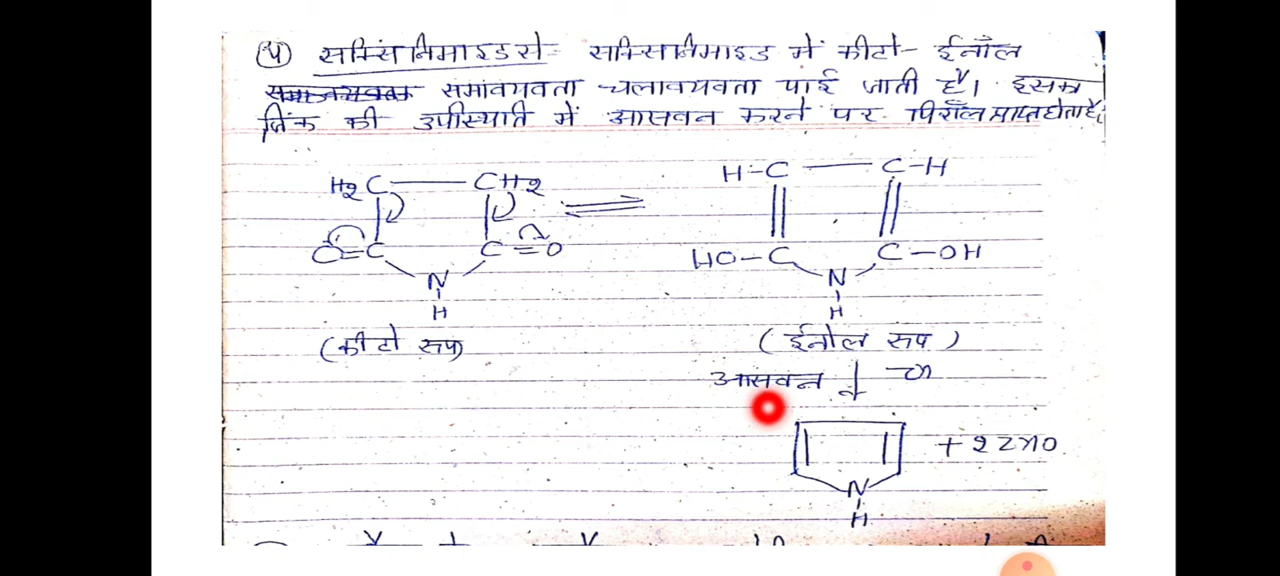 (4) सक्सिनिमाइड से - सक्सिनिमाइड में कीटो - ईनॉल
समावयवता चलावयवता पाई जाती है। इसका
जिंक की उपस्थिति में आसवन करने पर पिरॉल प्राप्त होता है,
H2C — CH2 ⇌ H-C — C-H
O=C C=O HO-C C-OH
N N
H H
(कीटो रूप) (ईनोल रूप)
आसवन ↓
+ 2ZnO
N
H